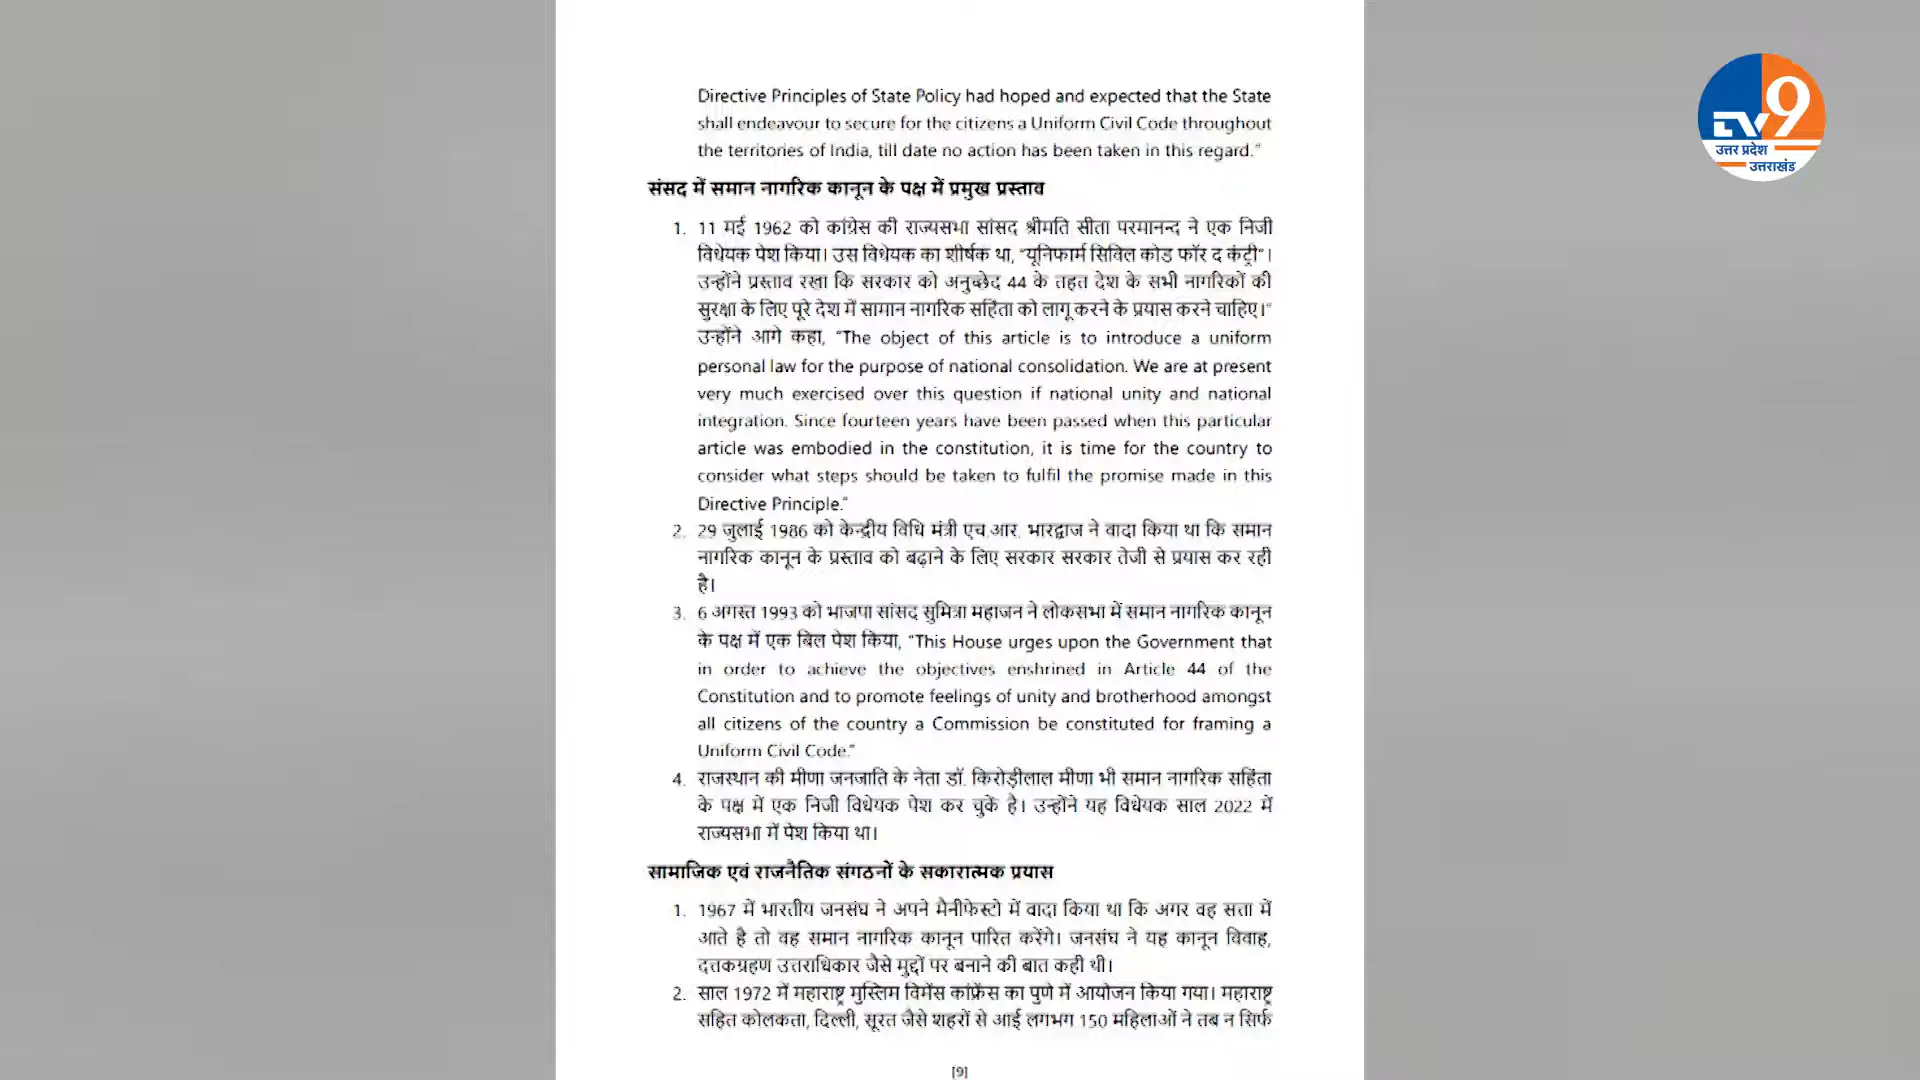 Directive Principles of State Policy had hoped and expected that the State
shall endeavour to secure for the citizens a Uniform Civil Code throughout
the territories of India, till date no action has been taken in this regard."
संसद में समान नागरिक कानून के पक्ष में प्रमुख प्रस्ताव
1. 11 मई 1962 को कांग्रेस की राज्यसभा सांसद श्रीमति सीता परमानन्द ने एक निजी
विधेयक पेश किया। उस विधेयक का शीर्षक था, "यूनिफार्म सिविल कोड फॉर द कंट्री"।
उन्होंने प्रस्ताव रखा कि सरकार को अनुच्छेद 44 के तहत देश के सभी नागरिकों की
सुरक्षा के लिए पूरे देश में सामान नागरिक सहिंता को लागू करने के प्रयास करने चाहिए।"
उन्होंने आगे कहा, "The object of this article is to introduce a uniform
personal law for the purpose of national consolidation. We are at present
very much exercised over this question if national unity and national
integration. Since fourteen years have been passed when this particular
article was embodied in the constitution, it is time for the country to
consider what steps should be taken to fulfil the promise made in this
Directive Principle."
2. 29 जुलाई 1986 को केन्द्रीय विधि मंत्री एच.आर. भारद्वाज ने वादा किया था कि समान
नागरिक कानून के प्रस्ताव को बढ़ाने के लिए सरकार सरकार तेजी से प्रयास कर रही
है।
3. 6 अगस्त 1993 को भाजपा सांसद सुमित्रा महाजन ने लोकसभा में समान नागरिक कानून
के पक्ष में एक बिल पेश किया, "This House urges upon the Government that
in order to achieve the objectives enshrined in Article 44 of the
Constitution and to promote feelings of unity and brotherhood amongst
all citizens of the country a Commission be constituted for framing a
Uniform Civil Code."
4. राजस्थान की मीणा जनजाति के नेता डॉ. किरोड़ीलाल मीणा भी समान नागरिक सहिंता
के पक्ष में एक निजी विधेयक पेश कर चुकें है। उन्होंने यह विधेयक साल 2022 में
राज्यसभा में पेश किया था।
सामाजिक एवं राजनैतिक संगठनों के सकारात्मक प्रयास
1. 1967 में भारतीय जनसंघ ने अपने मैनीफेस्टो में वादा किया था कि अगर वह सत्ता में
आते है तो वह समान नागरिक कानून पारित करेंगे। जनसंघ ने यह कानून विवाह,
दत्तकग्रहण उत्तराधिकार जैसे मुद्दों पर बनाने की बात कही थी।
2. साल 1972 में महाराष्ट्र मुस्लिम विमेंस कांफ्रेंस का पुणे में आयोजन किया गया। महाराष्ट्र
सहित कोलकता, दिल्ली, सूरत जैसे शहरों से आई लगभग 150 महिलाओं ने तब न सिर्फ
[9]
TV9
उत्तर प्रदेश
उत्तराखंड